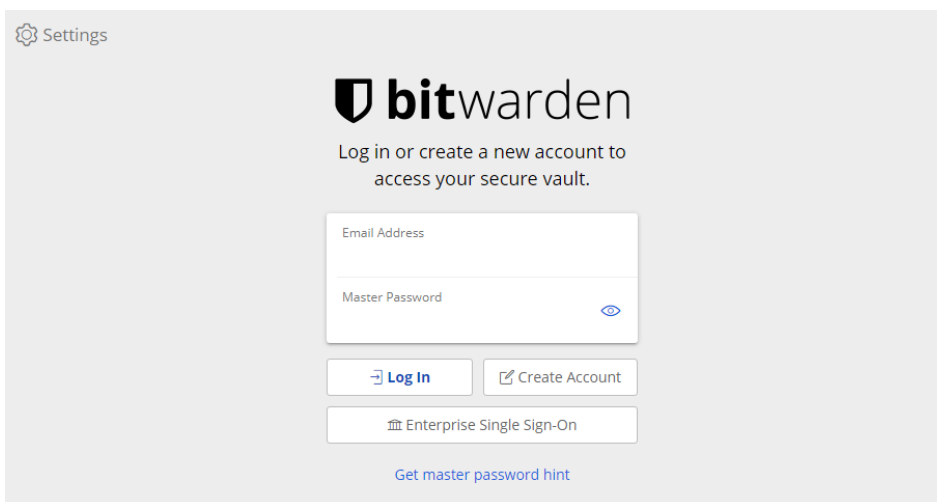 Settings
bitwarden
Log in or create a new account to
access your secure vault.
Email Address
Master Password
Log In
Create Account
Enterprise Single Sign-On
Get master password hint